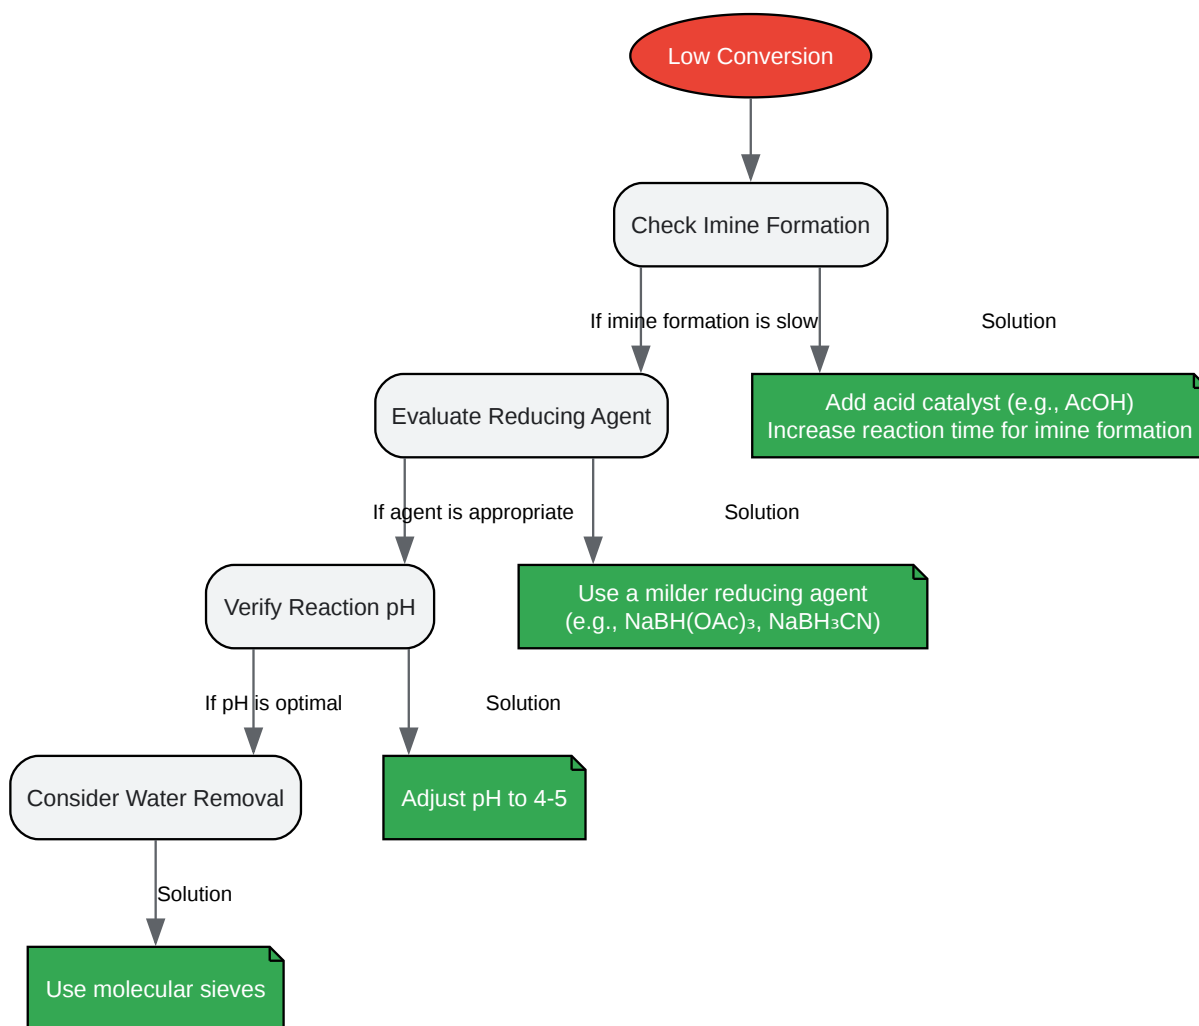 Low Conversion
Check Imine Formation
If imine formation is slow
Solution
Evaluate Reducing Agent
Add acid catalyst (e.g., AcOH)
Increase reaction time for imine formation
If agent is appropriate
Solution
Verify Reaction pH
Use a milder reducing agent
(e.g., NaBH(OAc)₃, NaBH₃CN)
If pH is optimal
Solution
Consider Water Removal
Adjust pH to 4-5
Solution
Use molecular sieves